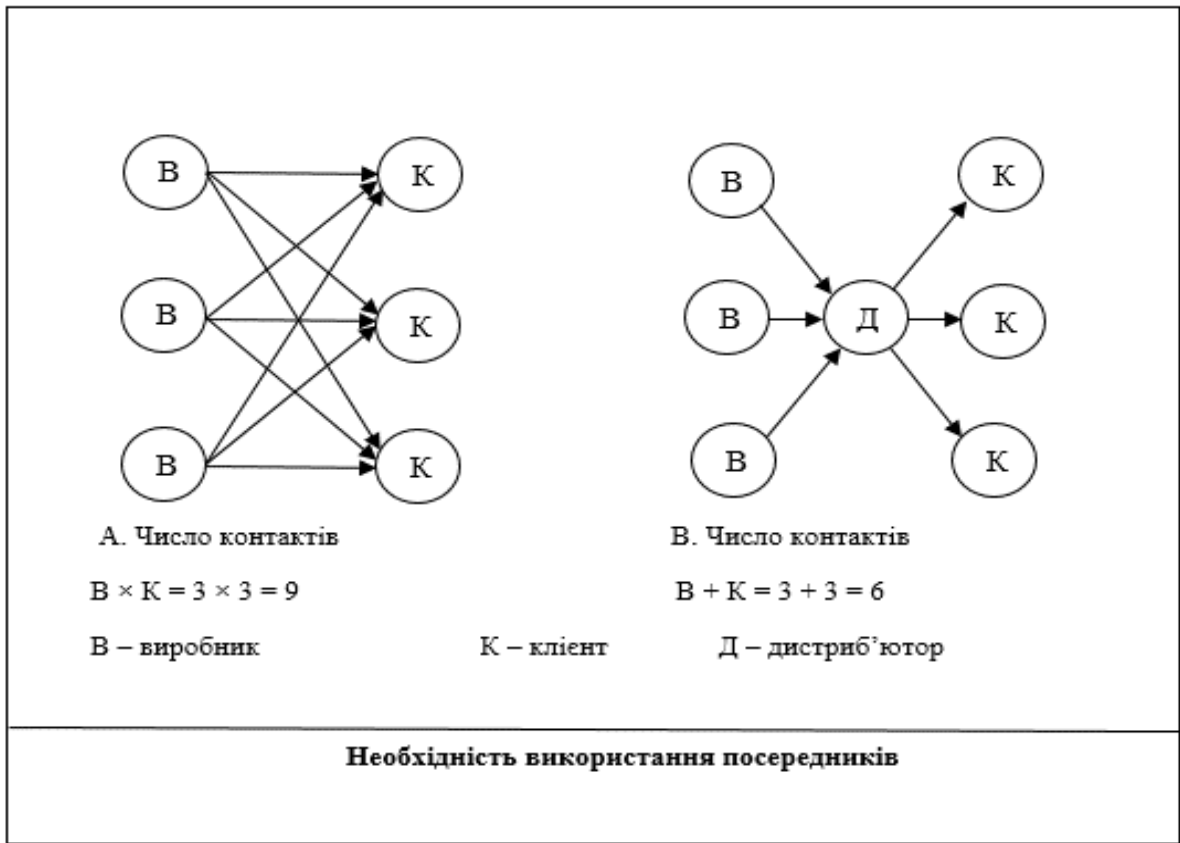 В К В К
В Д К
В К
В К В К
А. Число контактів В. Число контактів
В × К = 3 × 3 = 9 В + К = 3 + 3 = 6
В – виробник К – клієнт Д – дистриб’ютор
Необхідність використання посередників